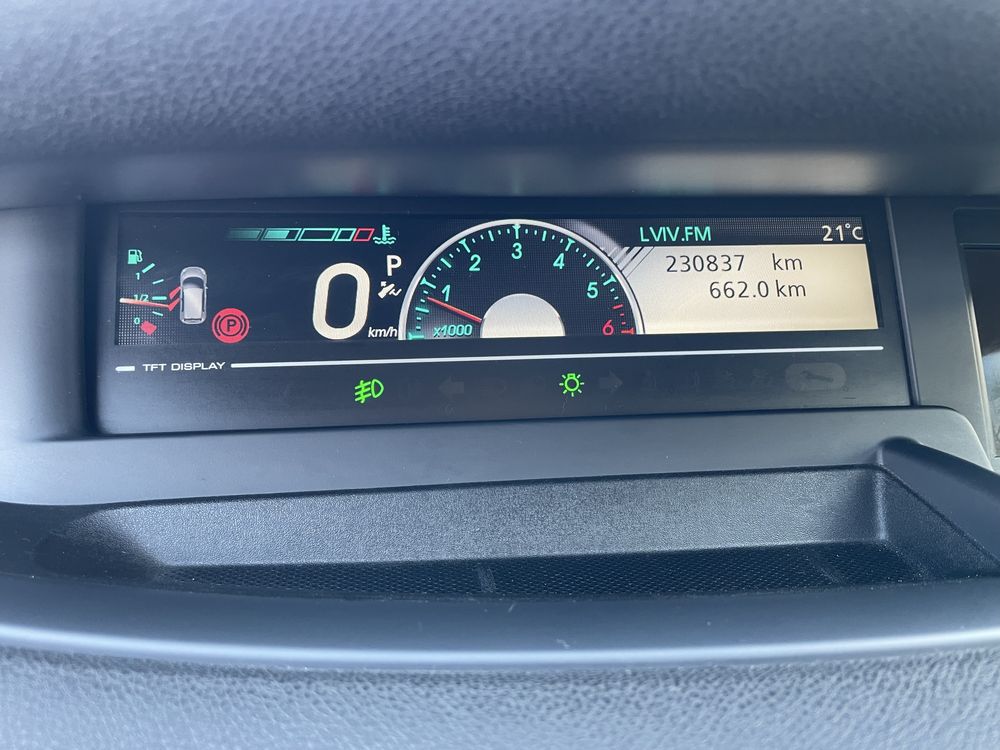 LVIV.FM 21°C
230837 km
662.0 km
P
0 km/h
1 2 3 4 5 6
x1000
1
1/2
0
P
TFT DISPLAY